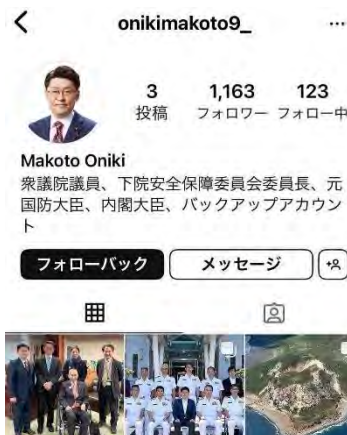 onikimakoto9_
3 1,163 123
投稿 フォロワー フォロー中
Makoto Oniki
衆議院議員、下院安全保障委員会委員長、元
国防大臣、内閣大臣、バックアップアカウン
ト
フォローバック メッセージ